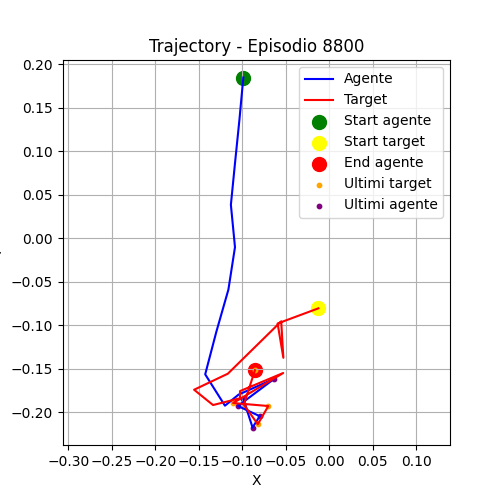 Trajectory - Episodio 8800
0.20
0.15
0.10
0.05
0.00
−0.05
−0.10
−0.15
−0.20
Agente
Target
Start agente
Start target
End agente
Ultimi target
Ultimi agente
−0.30 −0.25 −0.20 −0.15 −0.10 −0.05 0.00 0.05 0.10
X